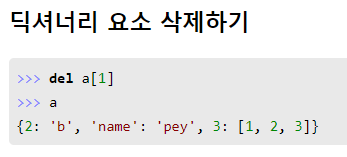 딕셔너리 요소 삭제하기
>>> del a[1]
>>> a
{2: 'b', 'name': 'pey', 3: [1, 2, 3]}